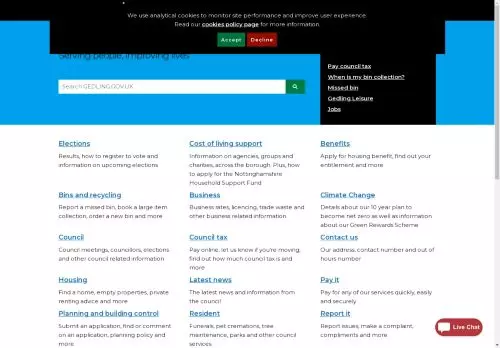 We use analytical cookies to monitor site performance and improve user experience.
Read our cookies policy page for more information.
Accept Decline
Serving people, improving lives
Pay council tax
When is my bin collection?
Missed bin
Gedling Leisure
Jobs
Search GEDLING.GOV.UK
Elections
Results, how to register to vote and
information on upcoming elections
Cost of living support
Information on agencies, groups and
charities, across the borough. Plus, how
to apply for the Nottinghamshire
Household Support Fund
Benefits
Apply for housing benefit, find out your
entitlement and more
Bins and recycling
Report a missed bin, book a large item
collection, order a new bin and more
Business
Business rates, licencing, trade waste and
other business related information
Climate Change
Details about our 10 year plan to
become net zero as well as information
about our Green Rewards Scheme
Council
Council meetings, councillors, elections
and other council related information
Council tax
Pay online, let us know if you're moving,
find out how much council tax is and
more
Contact us
Our address, contact number and out of
hours number
Housing
Find a home, empty properties, private
renting advice and more
Latest news
The latest news and information from
the council
Pay it
Pay for any of our services quickly, easily
and securely
Planning and building control
Submit an application, find or comment
on an application, planning policy and
more
Resident
Funerals, pet cremations, tree
maintenance, parks and other council
services
Report it
Report issues, make a complaint,
compliments and more
Live Chat